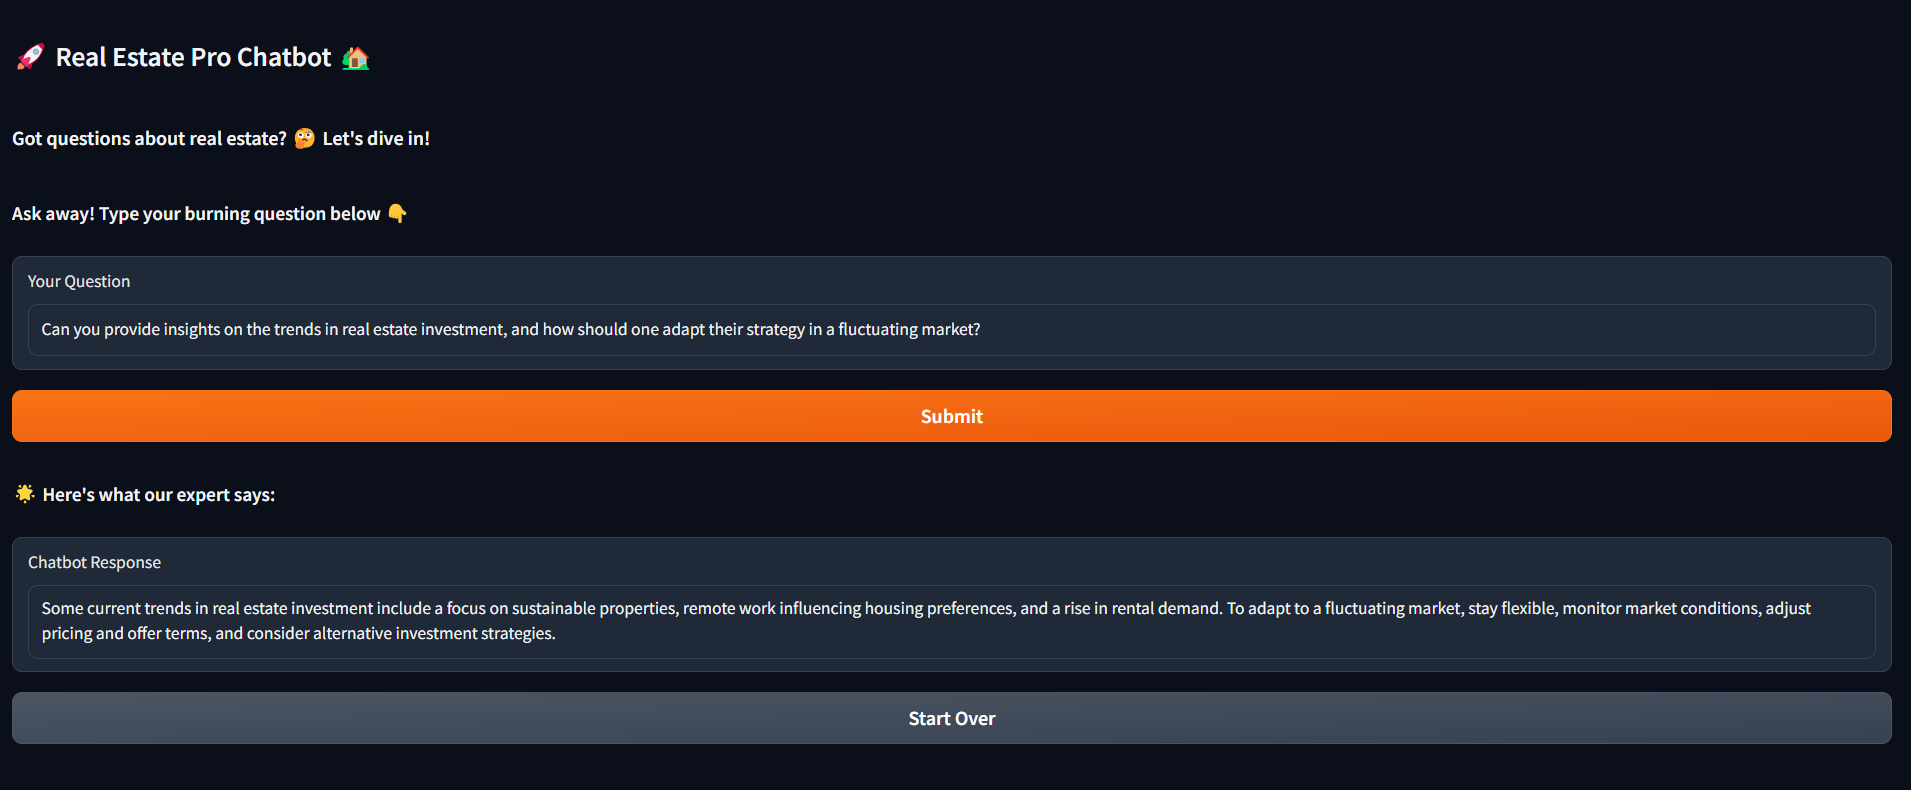 🚀 Real Estate Pro Chatbot 🏠
Got questions about real estate? 🤔 Let's dive in!
Ask away! Type your burning question below 👇
Your Question
Can you provide insights on the trends in real estate investment, and how should one adapt their strategy in a fluctuating market?
Submit
🌟 Here's what our expert says:
Chatbot Response
Some current trends in real estate investment include a focus on sustainable properties, remote work influencing housing preferences, and a rise in rental demand. To adapt to a fluctuating market, stay flexible, monitor market conditions, adjust
pricing and offer terms, and consider alternative investment strategies.
Start Over